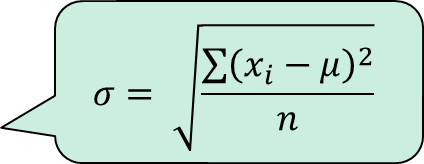 σ = √(∑(xᵢ − μ)²/n)